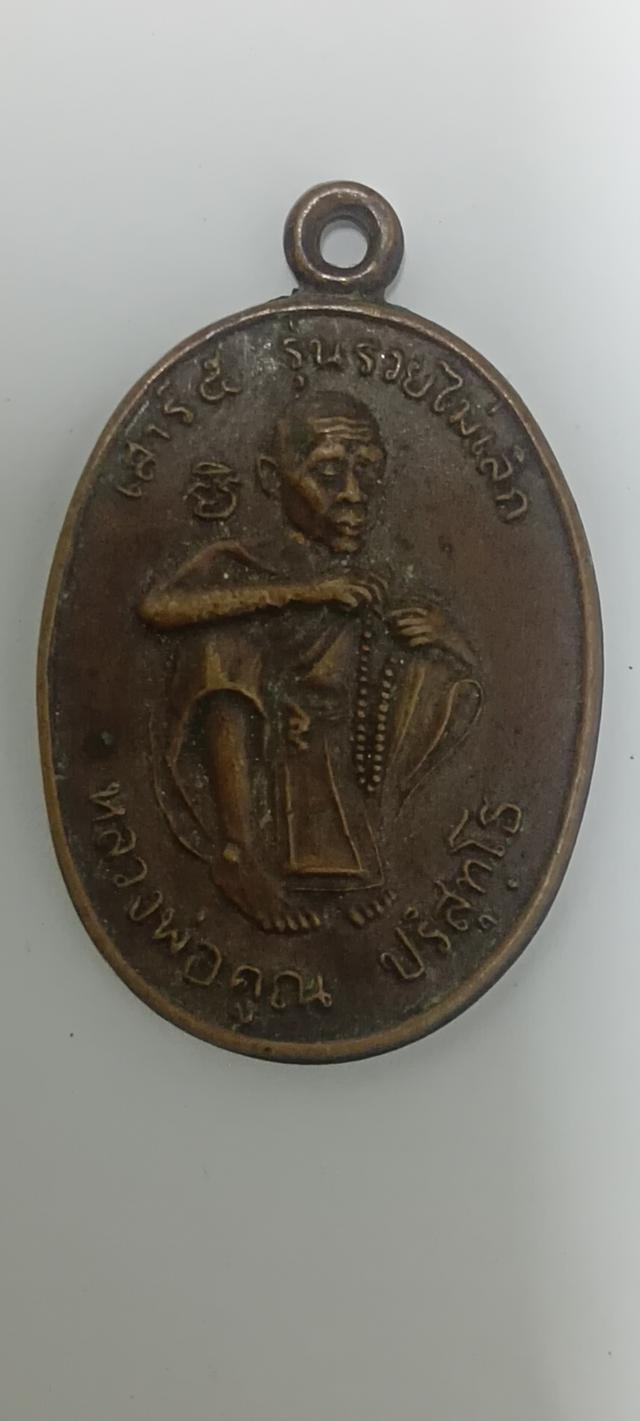 เสาร์ ๕ รุ่นรวยไม่เลิก
หลวงพ่อคูณ ปริสุทฺโธ